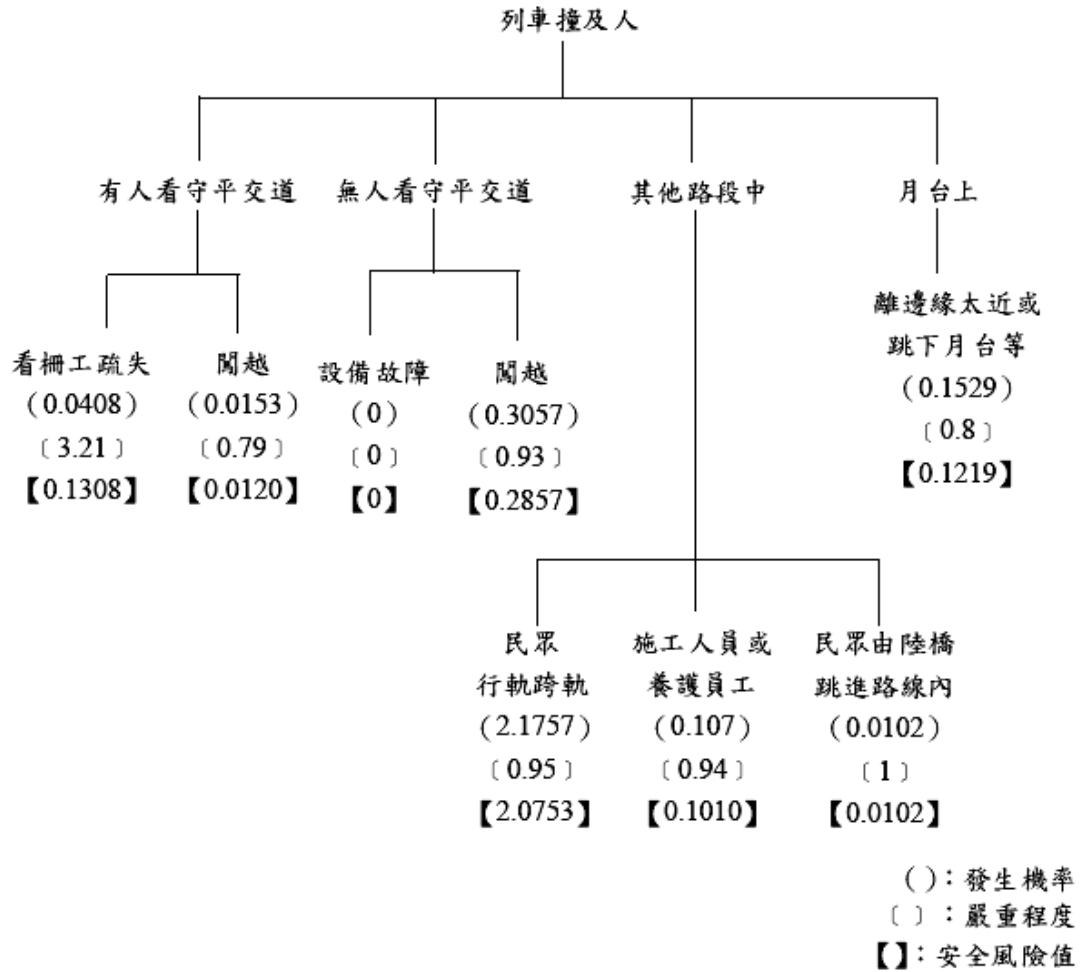 列車撞及人
有人看守平交道
無人看守平交道
其他路段中
月台上
看柵工疏失
(0.0408)
〔3.21〕
【0.1308】
闖越
(0.0153)
〔0.79〕
【0.0120】
設備故障
(0)
〔0〕
【0】
闖越
(0.3057)
〔0.93〕
【0.2857】
離邊緣太近或
跳下月台等
(0.1529)
〔0.8〕
【0.1219】
民眾
行軌跨軌
(2.1757)
〔0.95〕
【2.0753】
施工人員或
養護員工
(0.107)
〔0.94〕
【0.1010】
民眾由陸橋
跳進路線內
(0.0102)
〔1〕
【0.0102】
( )：發生機率
〔 〕：嚴重程度
【】：安全風險值